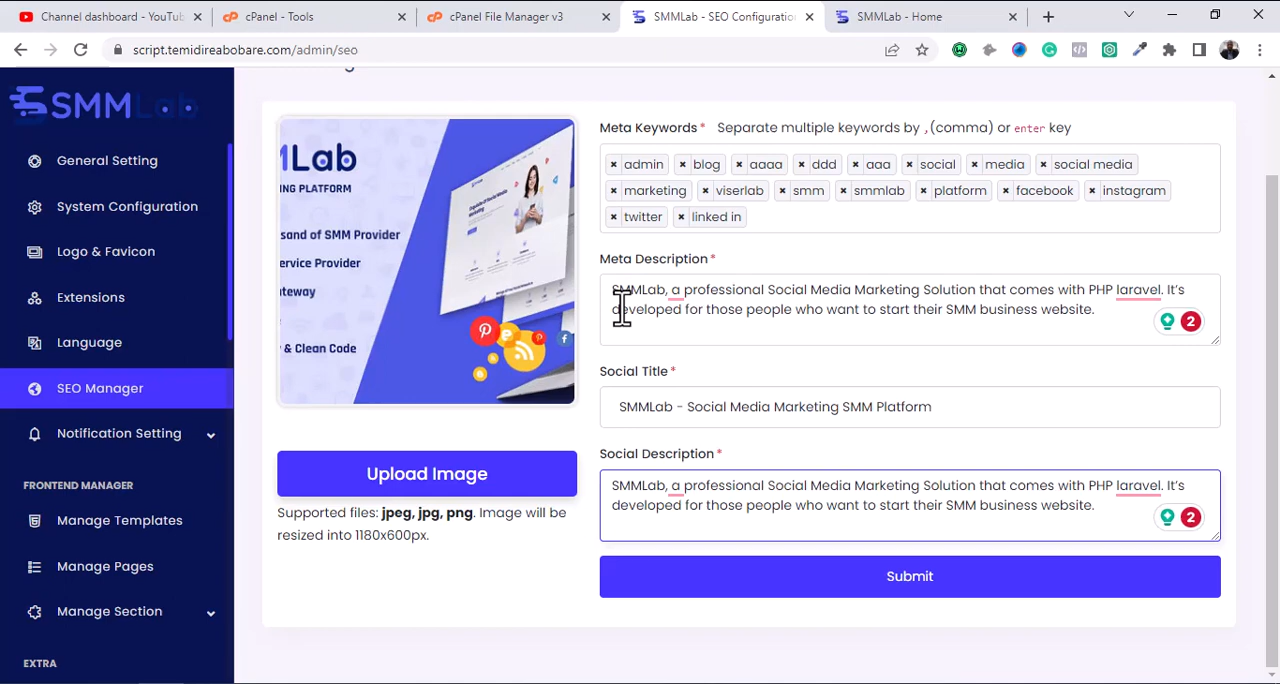 Channel dashboard - YouTu
cPanel - Tools
cPanel File Manager v3
SMMLab - SEO Configuratio
SMMLab - Home
script.temidireabobare.com/admin/seo
SMMLab
General Setting
System Configuration
Logo & Favicon
Extensions
Language
SEO Manager
Notification Setting
FRONTEND MANAGER
Manage Templates
Manage Pages
Manage Section
EXTRA
MLab
ING PLATFORM
usand of SMM Provider
Service Provider
ateway
y & Clean Code
Upload Image
Supported files: jpeg, jpg, png. Image will be
resized into 1180x600px.
Meta Keywords * Separate multiple keywords by ,(comma) or enter key
× admin × blog × aaaa × ddd × aaa × social × media × social media
× marketing × viserlab × smm × smmlab × platform × facebook × instagram
× twitter × linked in
Meta Description *
SMMLab, a professional Social Media Marketing Solution that comes with PHP laravel. It's
developed for those people who want to start their SMM business website.
2
Social Title *
SMMLab - Social Media Marketing SMM Platform
Social Description *
SMMLab, a professional Social Media Marketing Solution that comes with PHP laravel. It's
developed for those people who want to start their SMM business website.
2
Submit